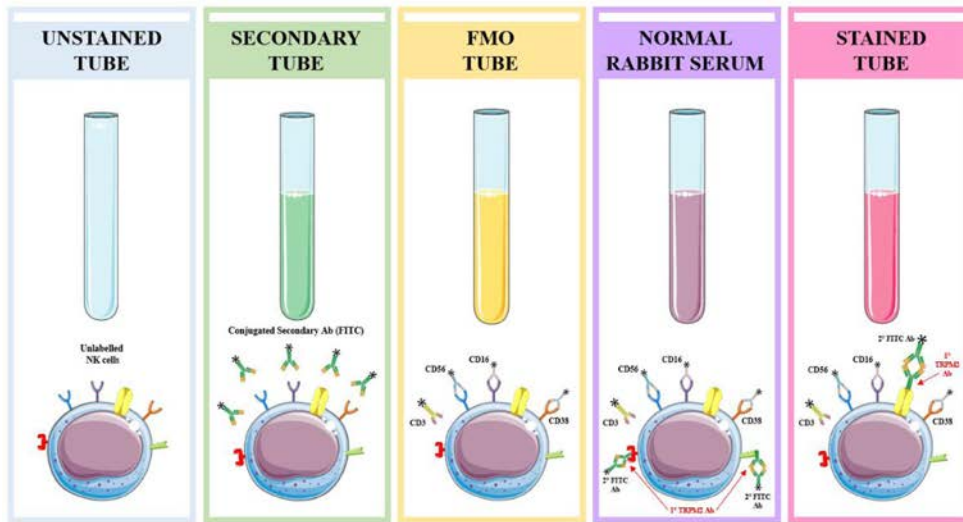 UNSTAINED
TUBE
SECONDARY
TUBE
FMO
TUBE
NORMAL
RABBIT SERUM
STAINED
TUBE
Unlabelled
NK cells
Conjugated Secondary Ab (FITC)
CD56
CD16
CD3
CD38
CD56
CD16
CD3
CD38
2° FITC
Ab
1° TRPM2 Ab
2° FITC
Ab
2° FITC Ab
1°
TRPM2
Ab
CD56
CD16
CD3
CD38